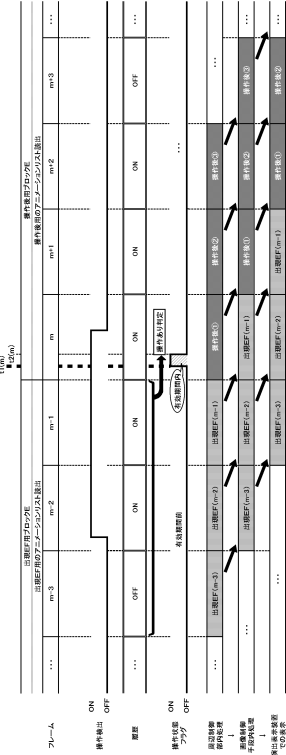 t1(m)
t2(m)
出現EF用ブロックE
操作後用ブロックE
出現EF用のアニメーションリスト読出
操作後用のアニメーションリスト読出
フレーム
… m-3 m-2 m-1 m m+1 m+2 m+3 …
操作検出
ON
OFF
履歴
… OFF ON ON ON ON ON OFF …
操作あり判定
操作状態
フラグ
ON
OFF
有効期間前
有効期間内
…
周辺制御
部内処理
… 出現EF(m-3) 出現EF(m-2) 出現EF(m-1) 操作後① 操作後② 操作後③ …
↓
画像制御
手段内処理
… 出現EF(m-3) 出現EF(m-2) 出現EF(m-1) 操作後① 操作後② 操作後③ …
↓
演出表示装置
での表示
… 出現EF(m-3) 出現EF(m-2) 出現EF(m-1) 操作後① 操作後② …